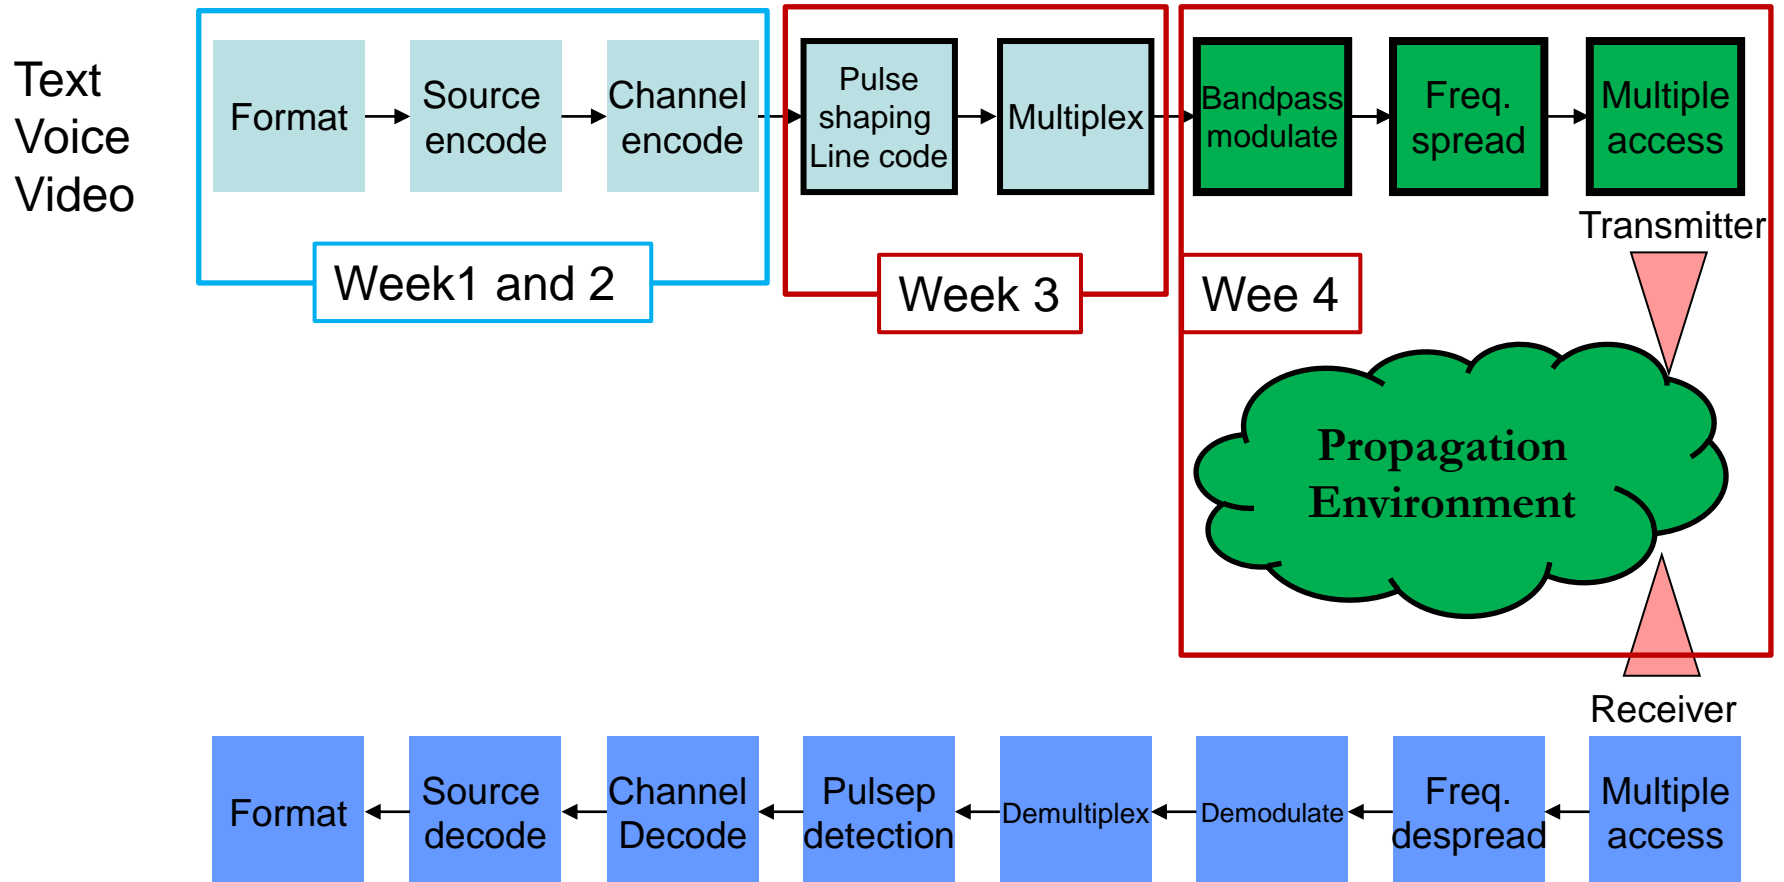 Text
Voice
Video
Format
Source
encode
Channel
encode
Pulse
shaping
Line code
Multiplex
Bandpass
modulate
Freq.
spread
Multiple
access
Week1 and 2
Week 3
Wee 4
Transmitter
Propagation
Environment
Receiver
Format
Source
decode
Channel
Decode
Pulsep
detection
Demultiplex
Demodulate
Freq.
despread
Multiple
access